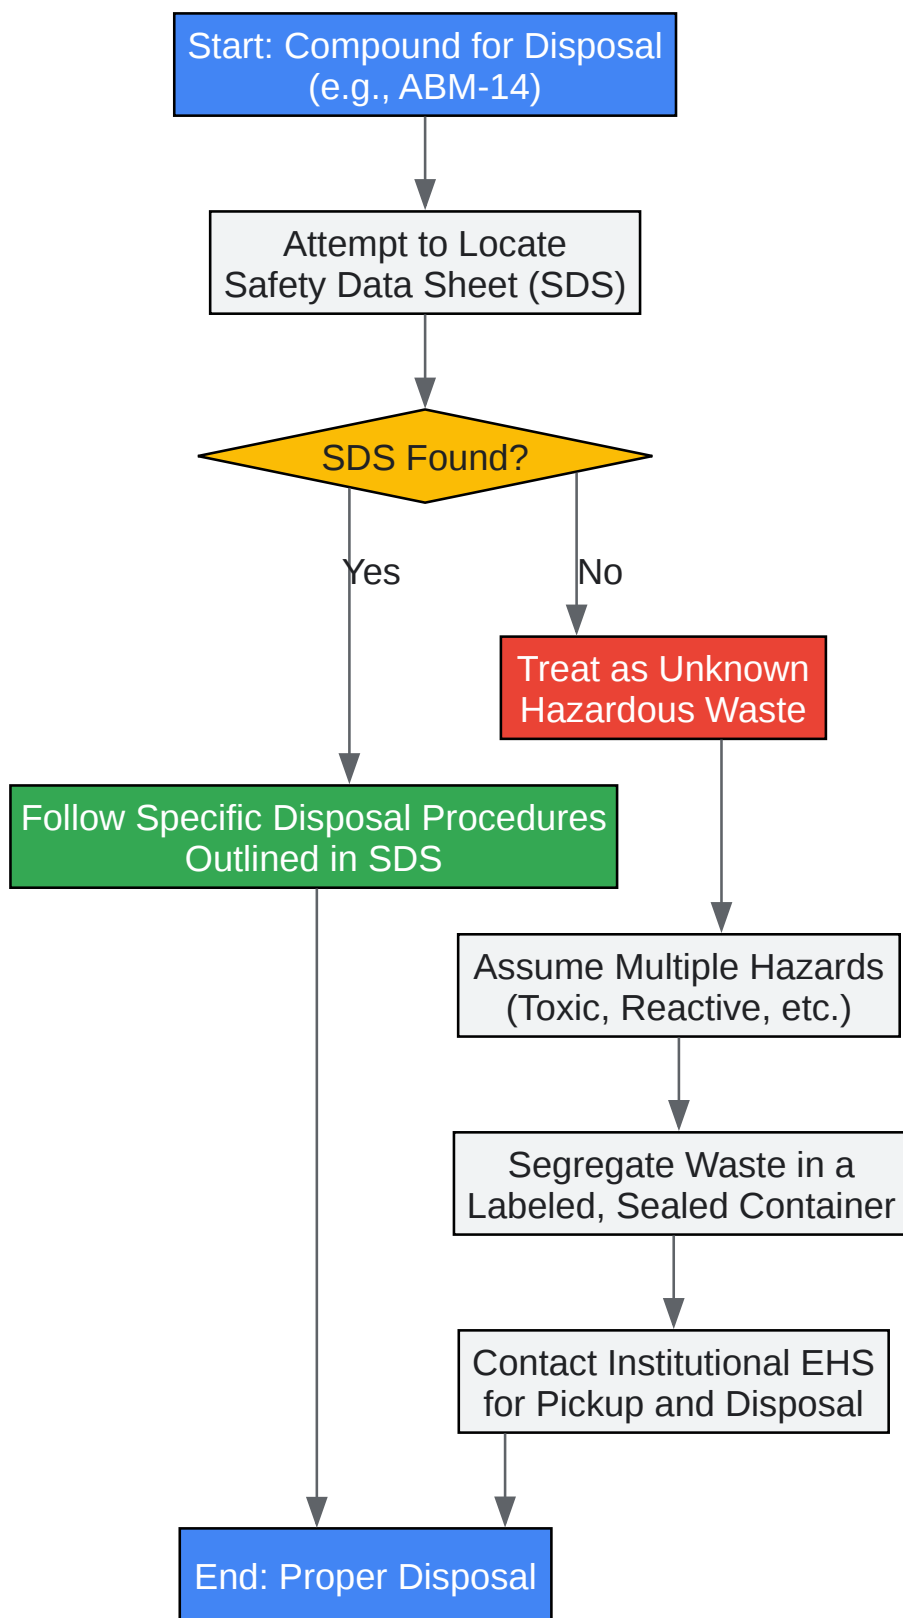 Start: Compound for Disposal
(e.g., ABM-14)
Attempt to Locate
Safety Data Sheet (SDS)
SDS Found?
Yes
No
Treat as Unknown
Hazardous Waste
Follow Specific Disposal Procedures
Outlined in SDS
Assume Multiple Hazards
(Toxic, Reactive, etc.)
Segregate Waste in a
Labeled, Sealed Container
Contact Institutional EHS
for Pickup and Disposal
End: Proper Disposal